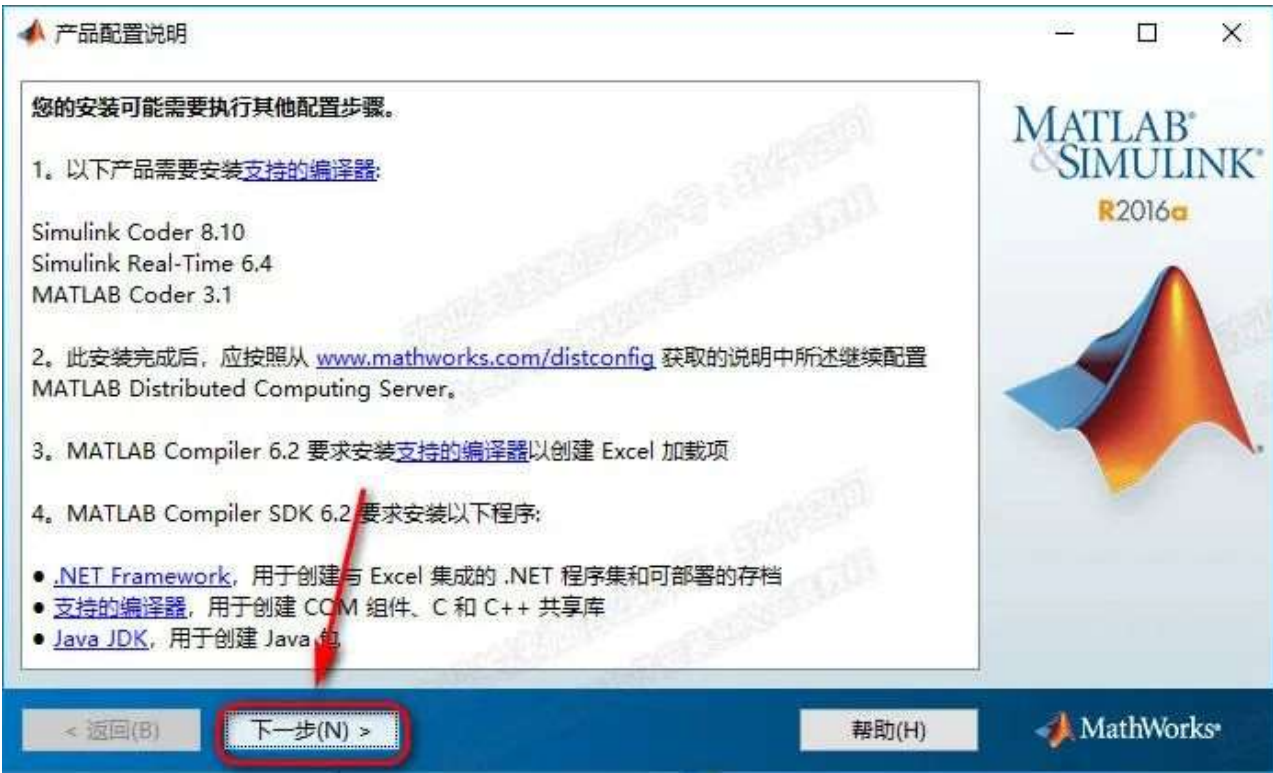 产品配置说明
您的安装可能需要执行其他配置步骤。
1。以下产品需要安装支持的编译器:
Simulink Coder 8.10
Simulink Real-Time 6.4
MATLAB Coder 3.1
2。此安装完成后，应按照从 www.mathworks.com/distconfig 获取的说明中所述继续配置
MATLAB Distributed Computing Server。
3。MATLAB Compiler 6.2 要求安装支持的编译器以创建 Excel 加载项
4。MATLAB Compiler SDK 6.2 要求安装以下程序:
● .NET Framework，用于创建与 Excel 集成的 .NET 程序集和可部署的存档
● 支持的编译器，用于创建 COM 组件、C 和 C++ 共享库
● Java JDK，用于创建 Java 包
MATLAB®
&SIMULINK®
R2016a
< 返回(B)
下一步(N) >
帮助(H)
MathWorks®